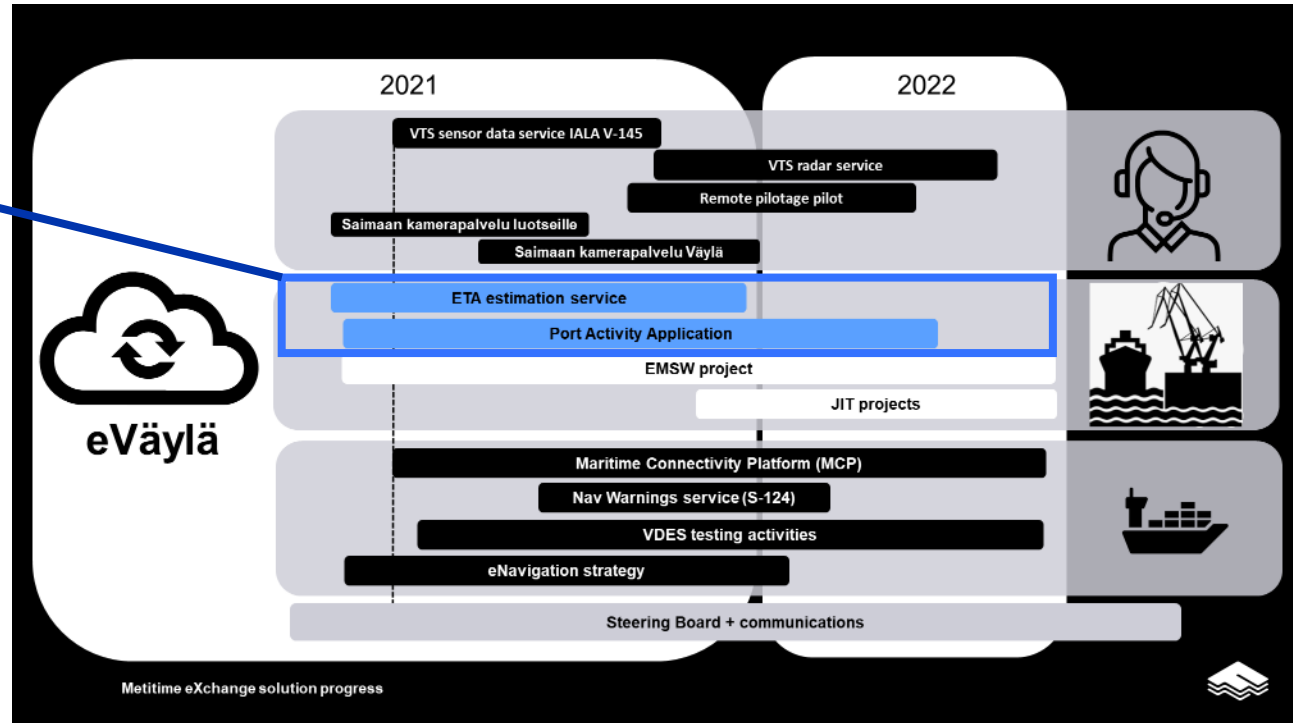 2021
2022
VTS sensor data service IALA V-145
VTS radar service
Remote pilotage pilot
Saimaan kamerapalvelu luotseille
Saimaan kamerapalvelu Väylä
ETA estimation service
Port Activity Application
EMSW project
JIT projects
eVäylä
Maritime Connectivity Platform (MCP)
Nav Warnings service (S-124)
VDES testing activities
eNavigation strategy
Steering Board + communications
Metitime eXchange solution progress